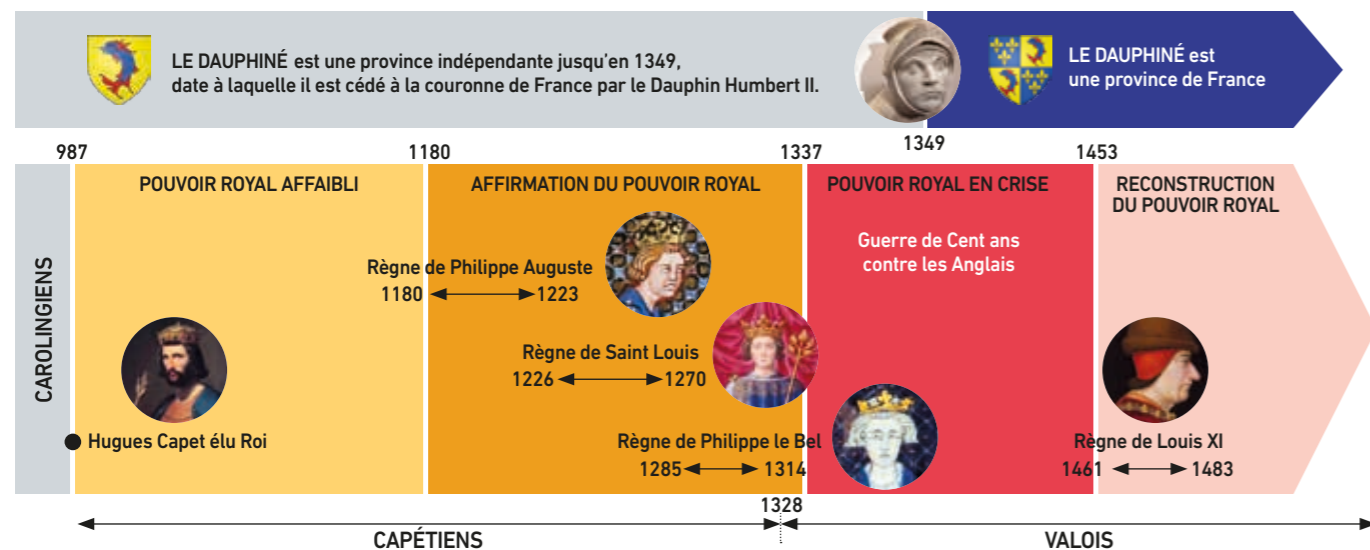 LE DAUPHINÉ est une province indépendante jusqu'en 1349,
date à laquelle il est cédé à la couronne de France par le Dauphin Humbert II.
LE DAUPHINÉ est
une province de France
987
1180
1337
1349
1453
CAROLINGIENS
POUVOIR ROYAL AFFAIBLI
Hugues Capet élu Roi
AFFIRMATION DU POUVOIR ROYAL
Règne de Philippe Auguste
1180 1223
Règne de Saint Louis
1226 1270
Règne de Philippe le Bel
1285 1314
POUVOIR ROYAL EN CRISE
Guerre de Cent ans
contre les Anglais
RECONSTRUCTION
DU POUVOIR ROYAL
Règne de Louis XI
1461 1483
1328
CAPÉTIENS
VALOIS